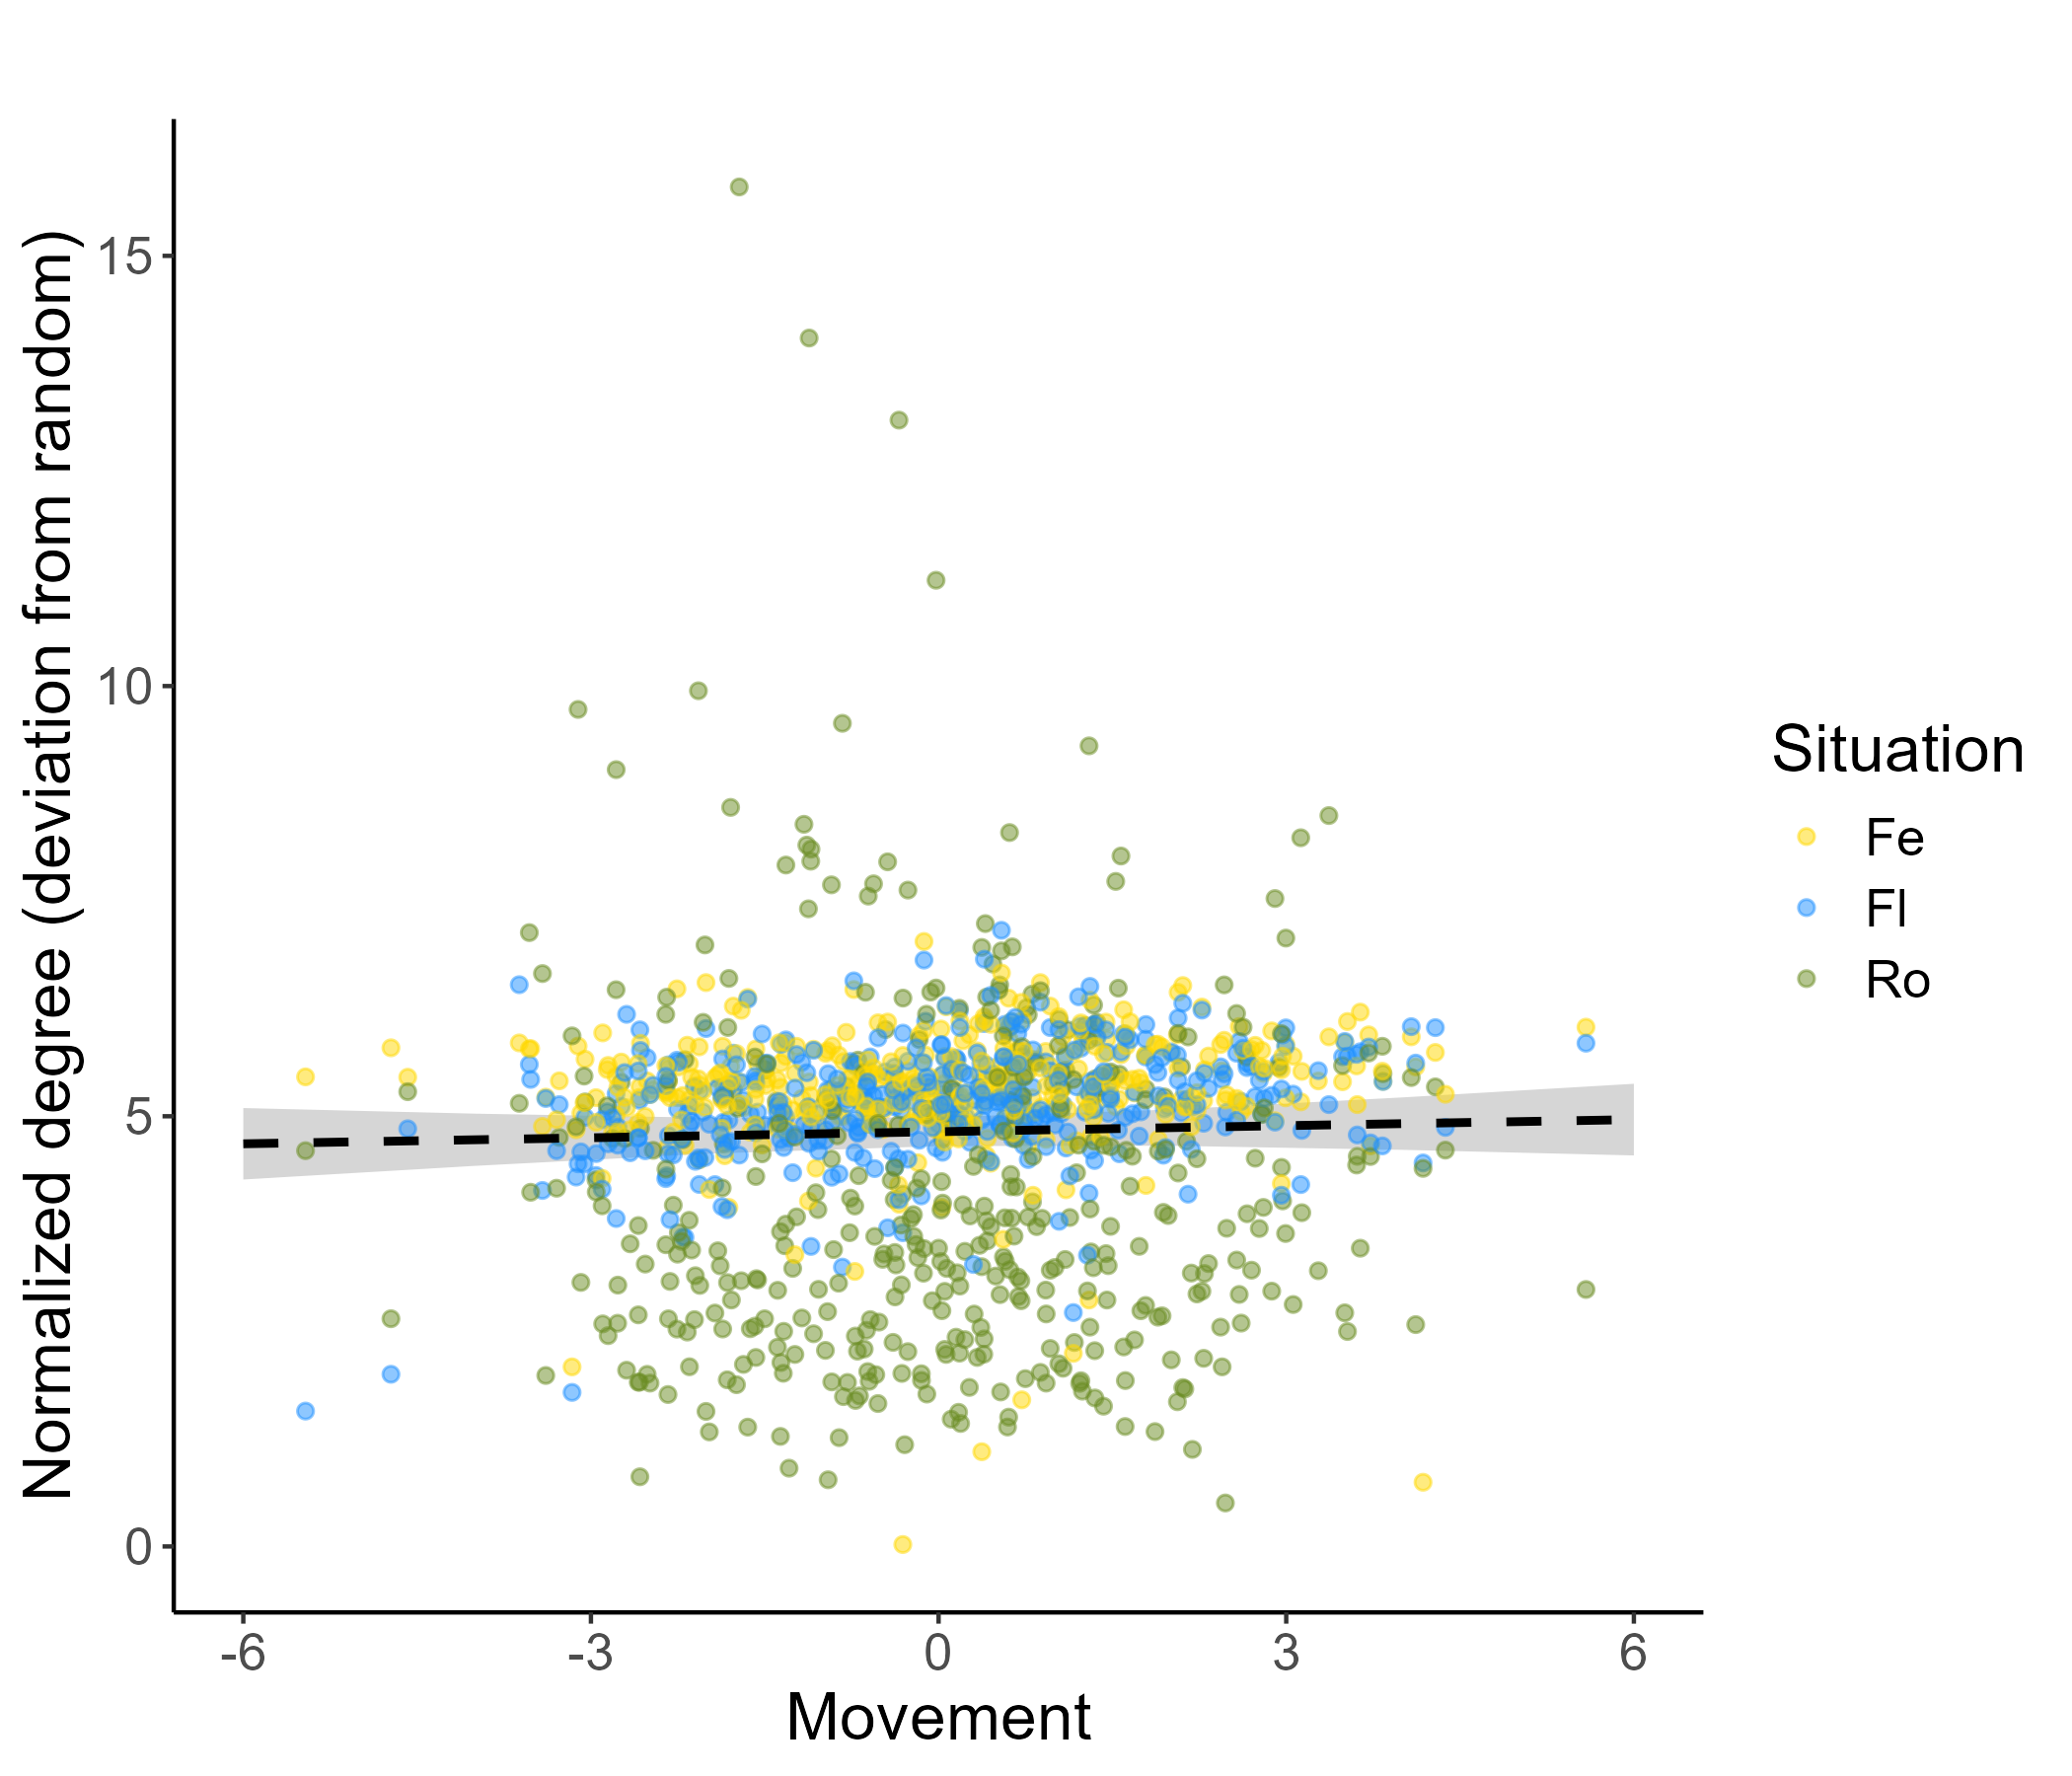 Normalized degree (deviation from random)
15
10
5
0
-6
-3
0
3
6
Movement
Situation
Fe
Fl
Ro